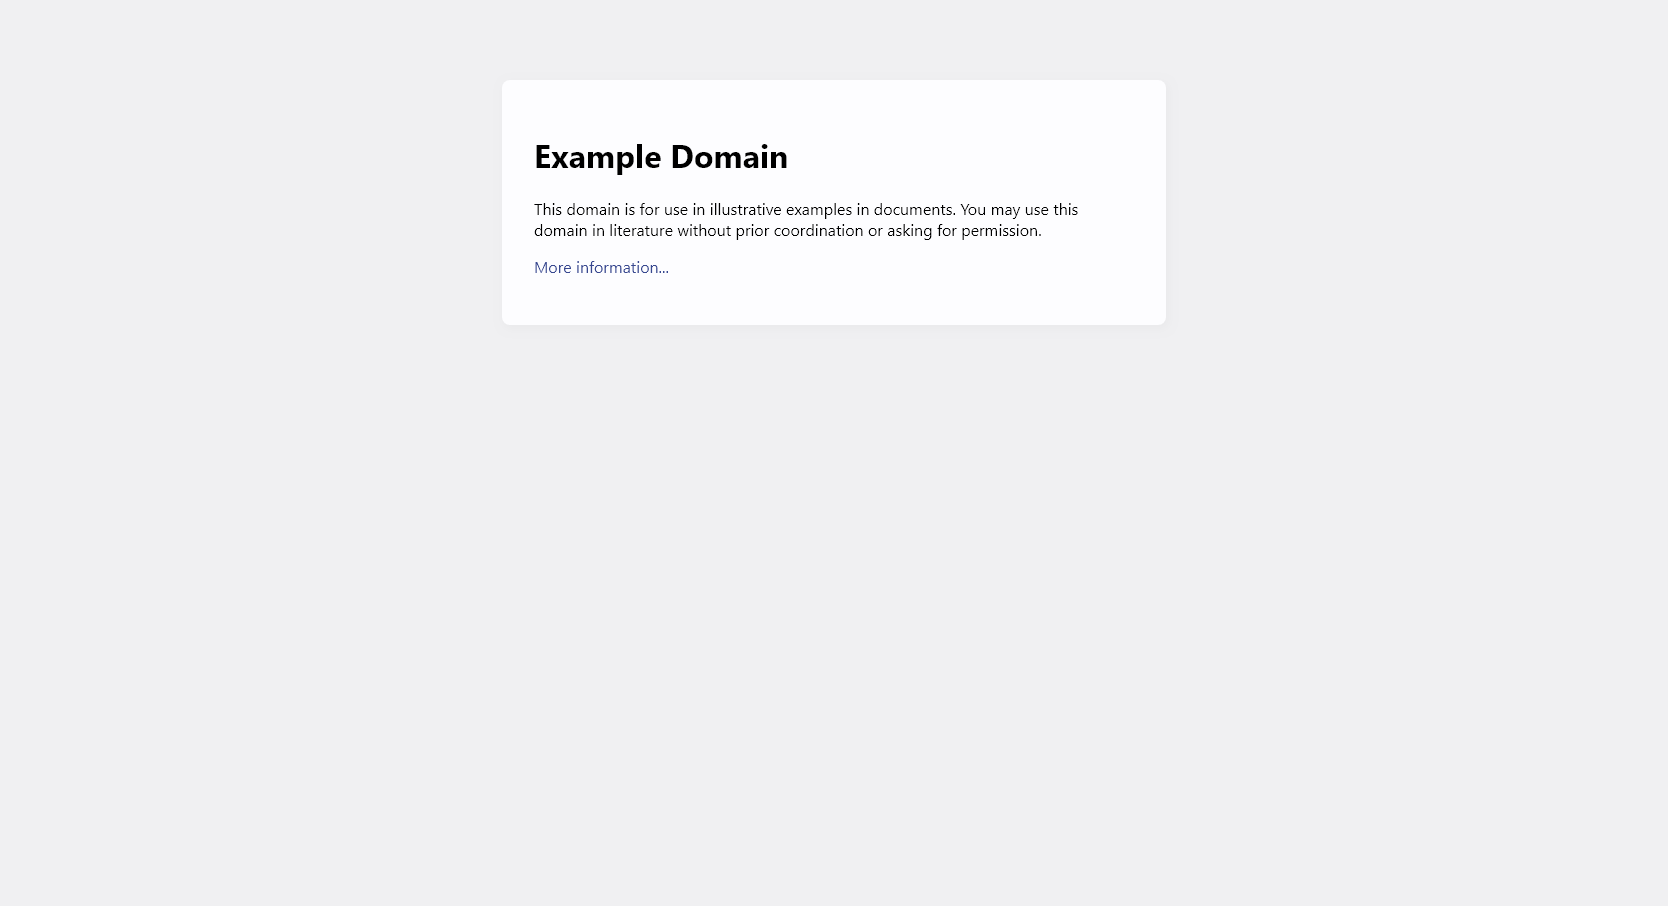 Example Domain
This domain is for use in illustrative examples in documents. You may use this
domain in literature without prior coordination or asking for permission.
More information...